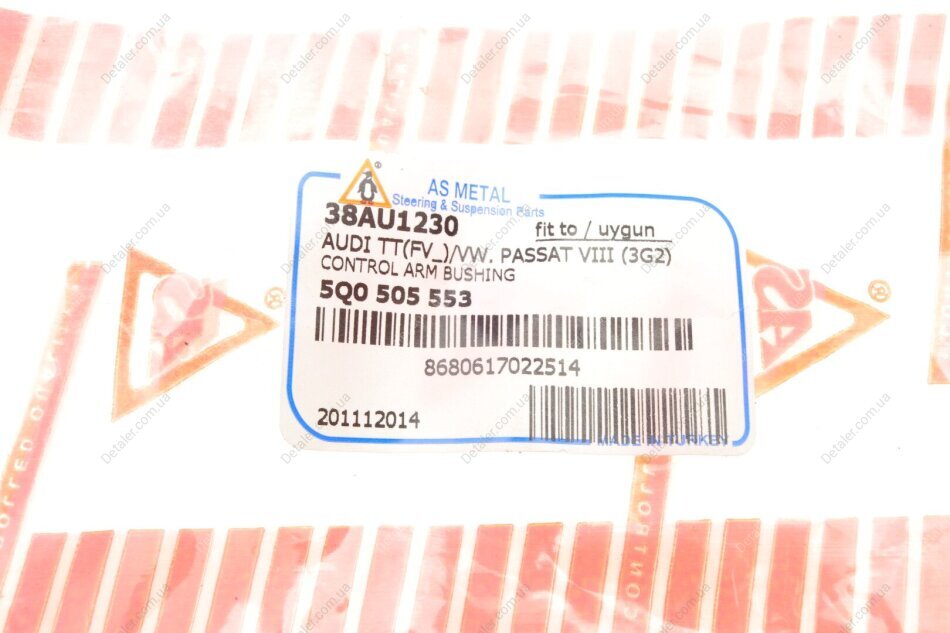 AS METAL
Steering & Suspension Parts
38AU1230
fit to / uygun
AUDI TT(FV_)/VW. PASSAT VIII (3G2)
CONTROL ARM BUSHING
5Q0 505 553
8680617022514
201112014
MADE IN TURKEY
Detaler.com.ua